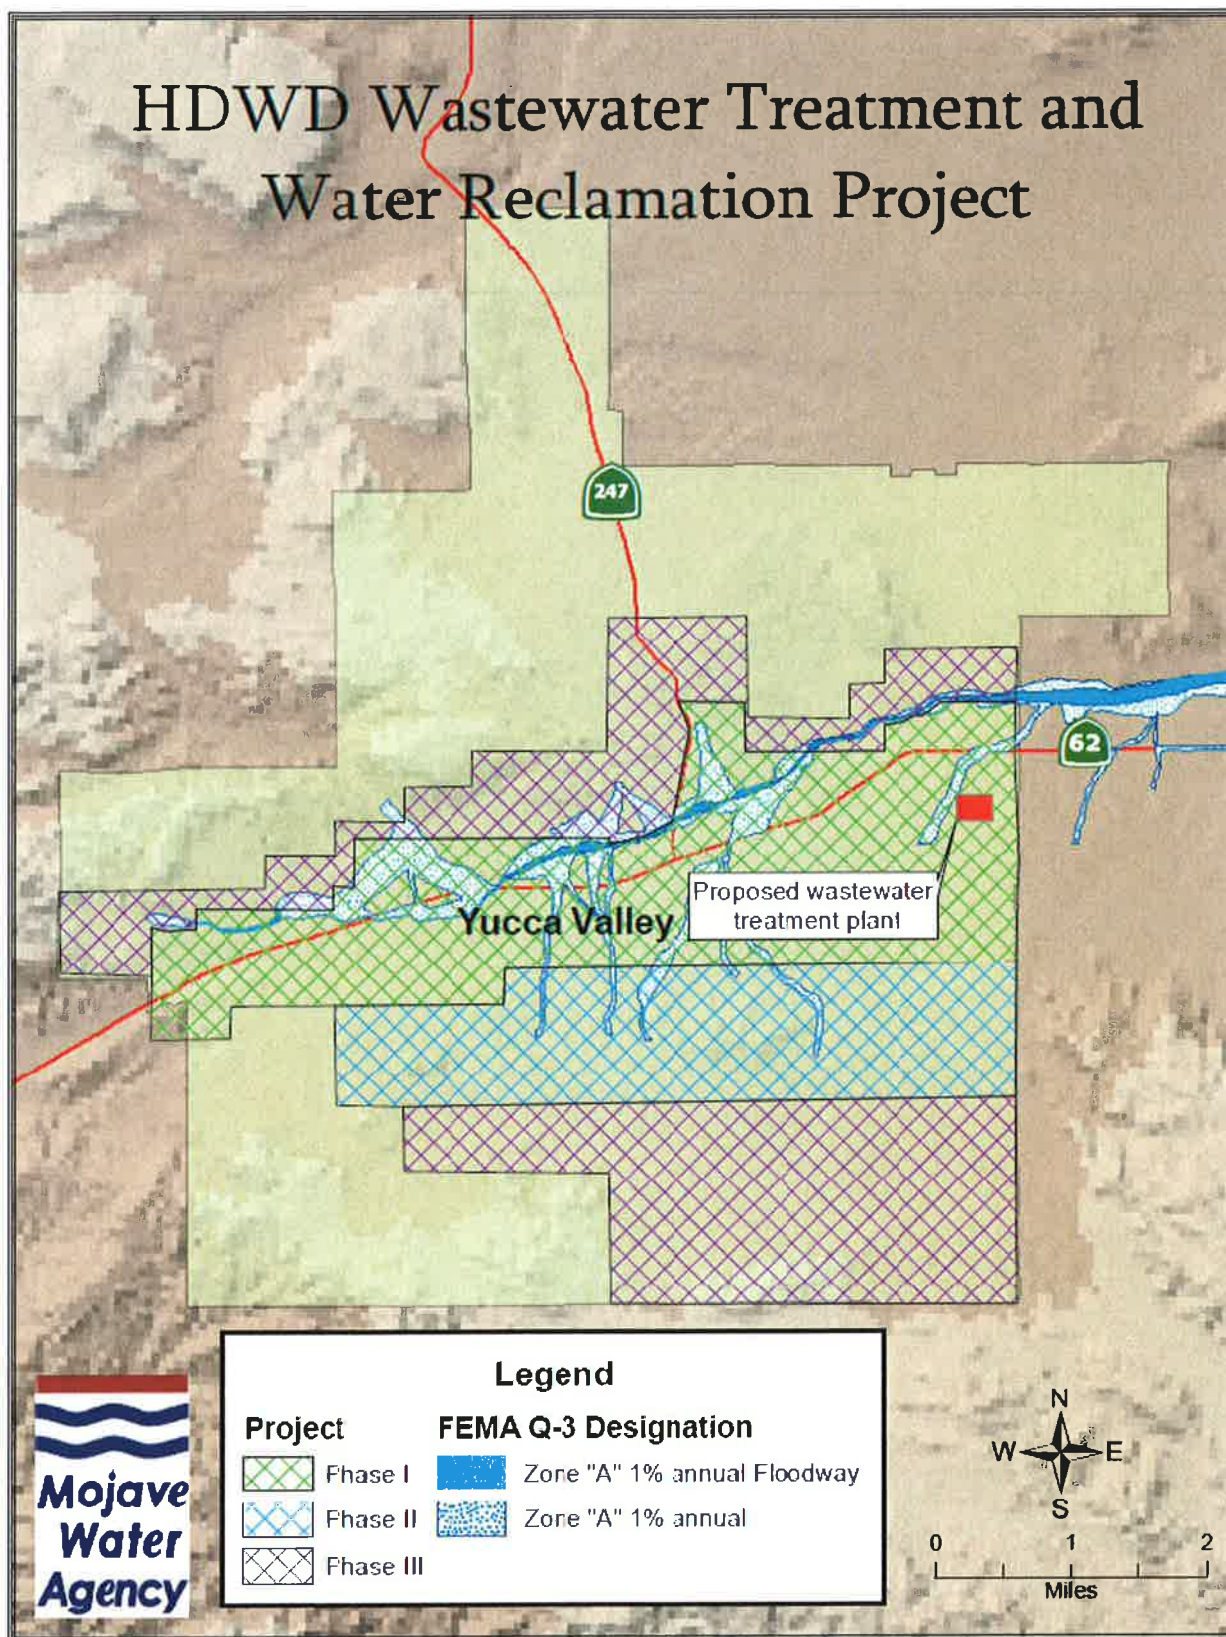 HDWD Wastewater Treatment and
Water Reclamation Project
247
62
Proposed wastewater
treatment plant
Yucca Valley
Legend
Project
FEMA Q-3 Designation
Phase I
Zone "A" 1% annual Floodway
Phase II
Zone "A" 1% annual
Phase III
Mojave
Water
Agency
N
W E
S
0 1 2
Miles